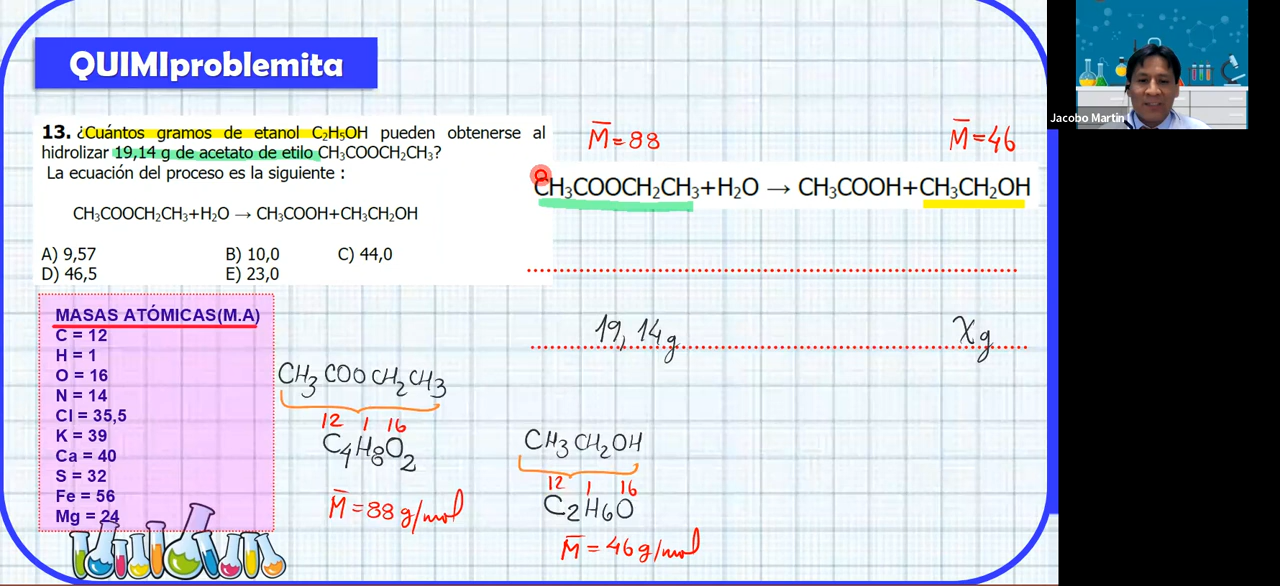 QUIMIproblemita
13. ¿Cuántos gramos de etanol C₂H₅OH pueden obtenerse al
hidrolizar 19,14 g de acetato de etilo CH₃COOCH₂CH₃?
La ecuación del proceso es la siguiente :
CH₃COOCH₂CH₃+H₂O → CH₃COOH+CH₃CH₂OH
A) 9,57 B) 10,0 C) 44,0
D) 46,5 E) 23,0
M̅=88 M̅=46
CH₃COOCH₂CH₃+H₂O → CH₃COOH+CH₃CH₂OH
19,14g Xg
MASAS ATÓMICAS(M.A)
C = 12
H = 1
O = 16
N = 14
Cl = 35,5
K = 39
Ca = 40
S = 32
Fe = 56
Mg = 24
CH₃COOCH₂CH₃
12 1 16
C₄H₈O₂
M̅=88 g/mol
CH₃CH₂OH
12 1 16
C₂H₆O
M̅=46g/mol
Jacobo Martin